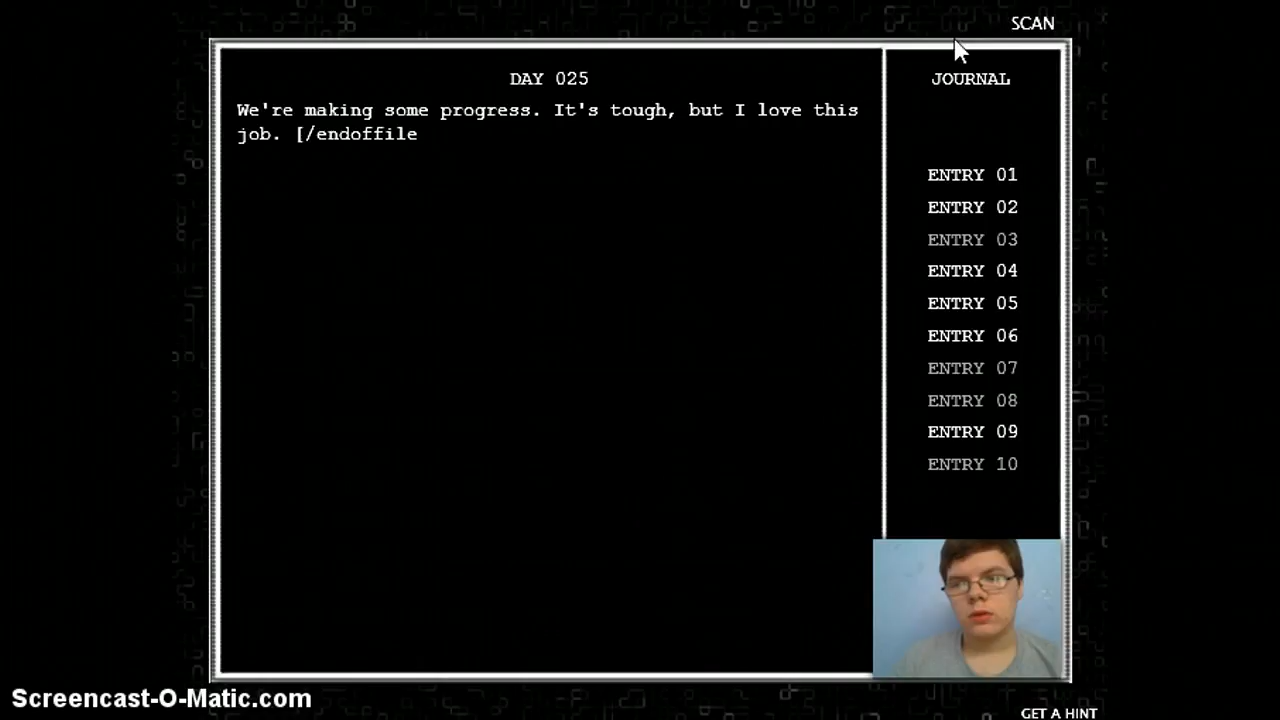 SCAN
DAY 025
We're making some progress. It's tough, but I love this
job. [/endoffile
JOURNAL
ENTRY 01
ENTRY 02
ENTRY 03
ENTRY 04
ENTRY 05
ENTRY 06
ENTRY 07
ENTRY 08
ENTRY 09
ENTRY 10
Screencast-O-Matic.com
GET A HINT